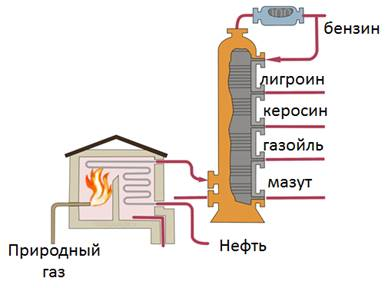 бензин
лигроин
керосин
газойль
мазут
Природный
газ
Нефть